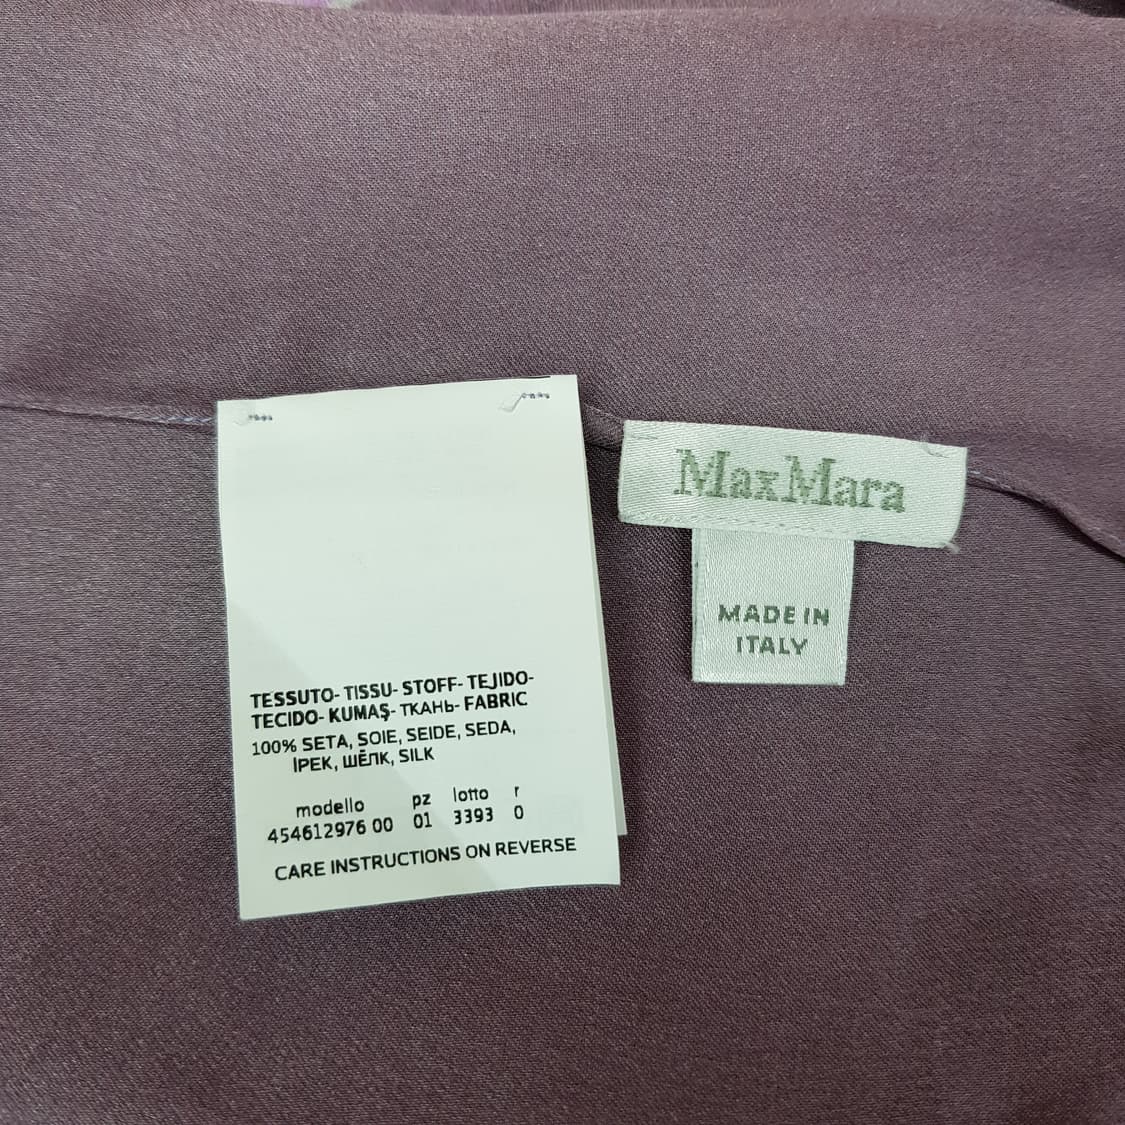 TESSUTO- TISSU- STOFF- TEJIDO-
TECIDO- KUMAŞ- ТКАНЬ- FABRIC
100% SETA, SOIE, SEIDE, SEDA,
İPEK, ШЁЛК, SILK
modello pz lotto r
454612976 00 01 3393 0
CARE INSTRUCTIONS ON REVERSE
MaxMara
MADE IN
ITALY